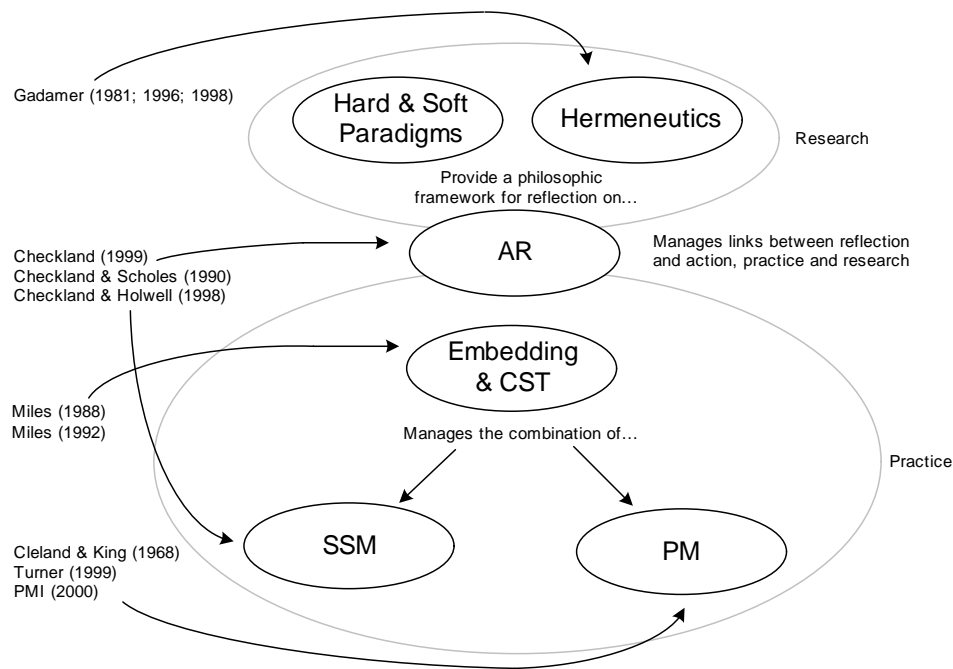 Gadamer (1981; 1996; 1998)
Hard & Soft
Paradigms
Hermeneutics
Research
Provide a philosophic
framework for reflection on…
AR
Manages links between reflection
and action, practice and research
Checkland (1999)
Checkland & Scholes (1990)
Checkland & Holwell (1998)
Embedding
& CST
Miles (1988)
Miles (1992)
Manages the combination of…
Practice
SSM
PM
Cleland & King (1968)
Turner (1999)
PMI (2000)